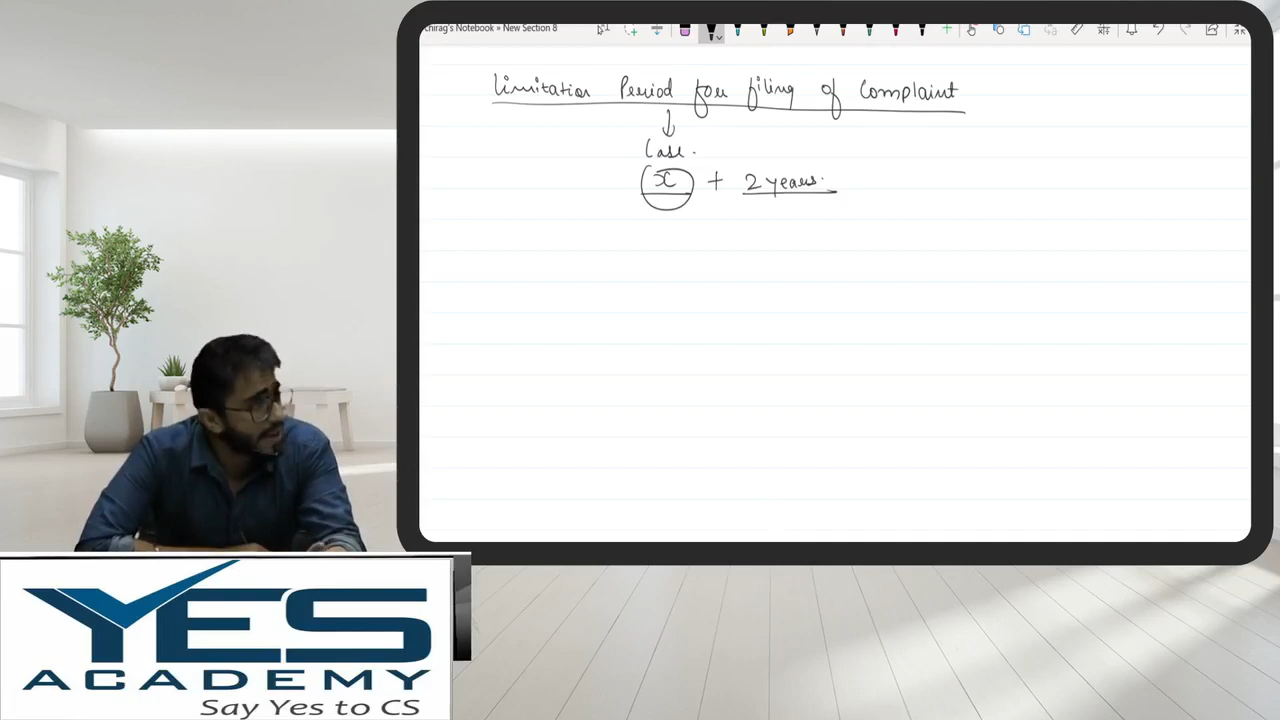 chirag's Notebook » New Section 8
Limitation Period for filing of Complaint
Case.
x + 2 years.
YES
ACADEMY
Say Yes to CS